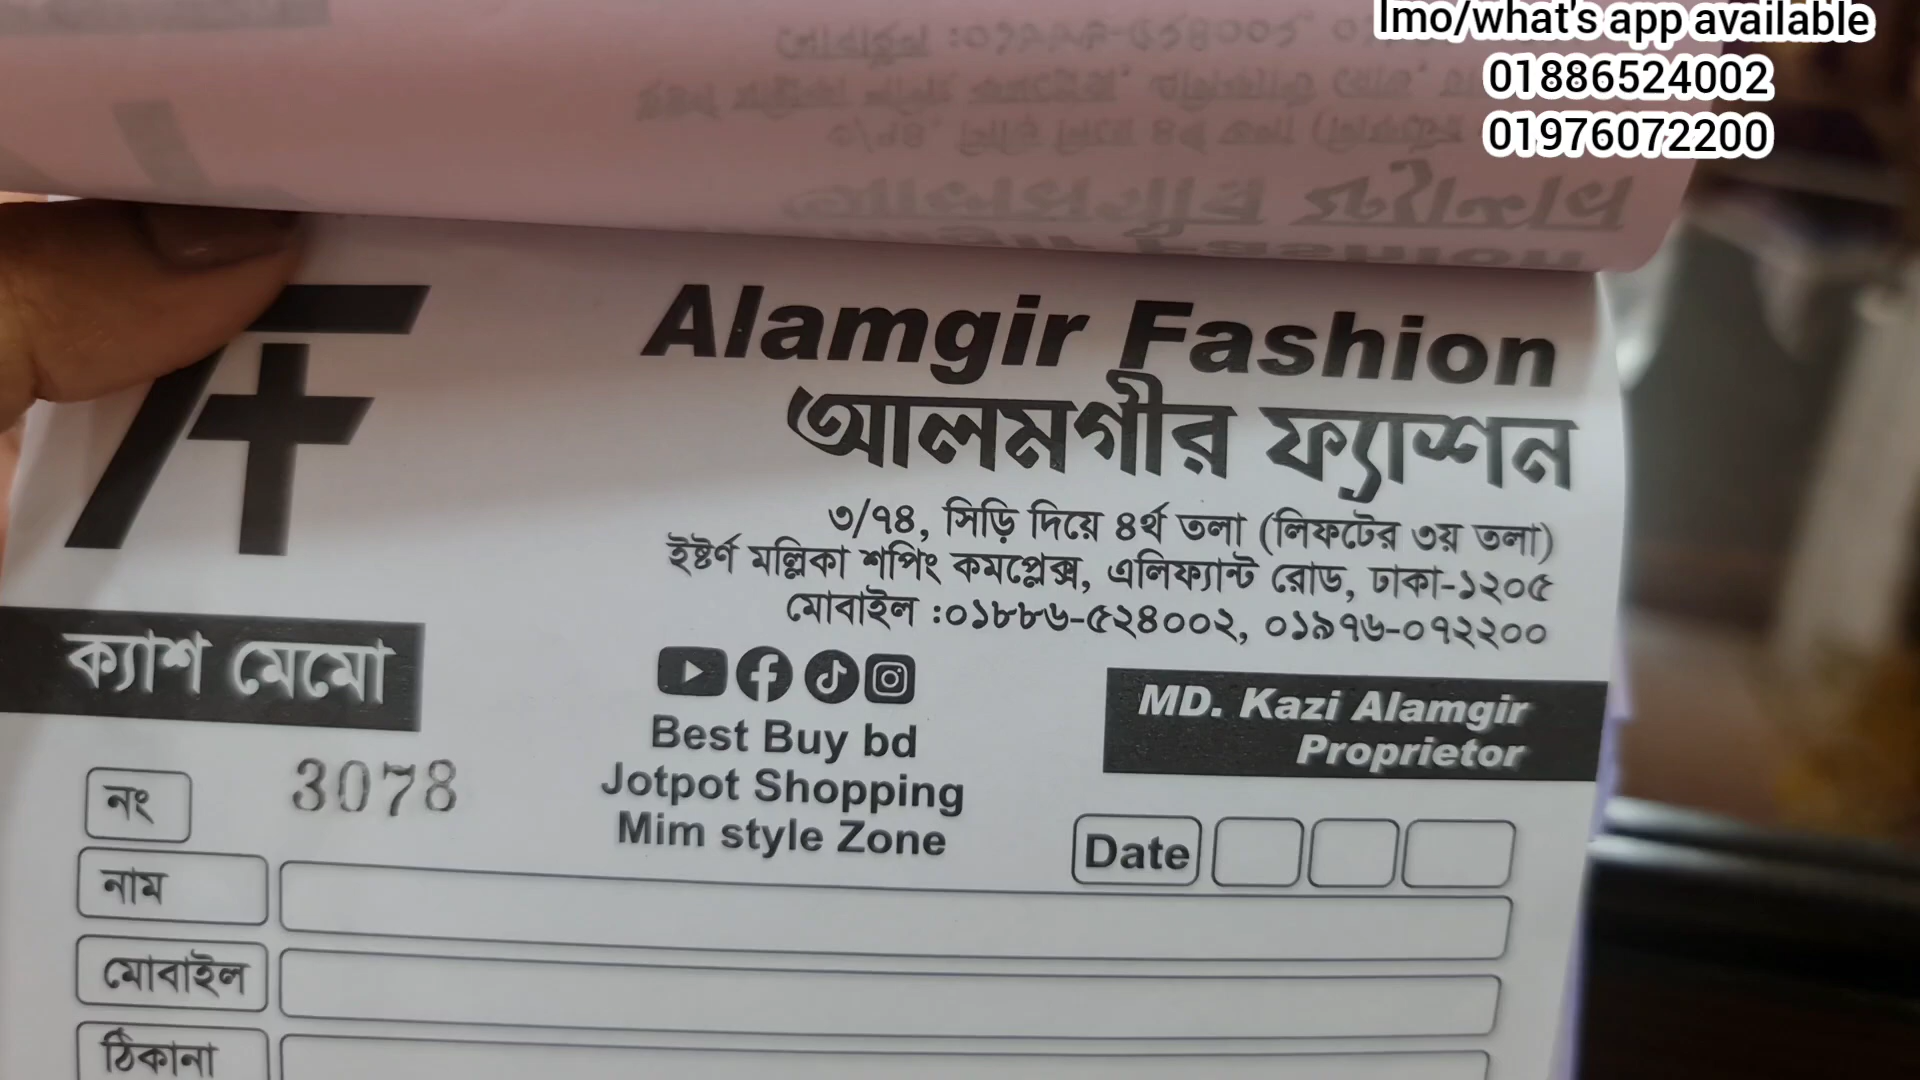 Imo/what's app available
01886524002
01976072200
Alamgir Fashion
আলমগীর ফ্যাশন
৩/৭৪, সিড়ি দিয়ে ৪র্থ তলা (লিফটের ৩য় তলা)
ইষ্টর্ণ মল্লিকা শপিং কমপ্লেক্স, এলিফ্যান্ট রোড, ঢাকা-১২০৫
মোবাইল :০১৮৮৬-৫২৪০০২, ০১৯৭৬-০৭২২০০
ক্যাশ মেমো
MD. Kazi Alamgir
Proprietor
Best Buy bd
Jotpot Shopping
Mim style Zone
নং 3078
Date
নাম
মোবাইল
ঠিকানা